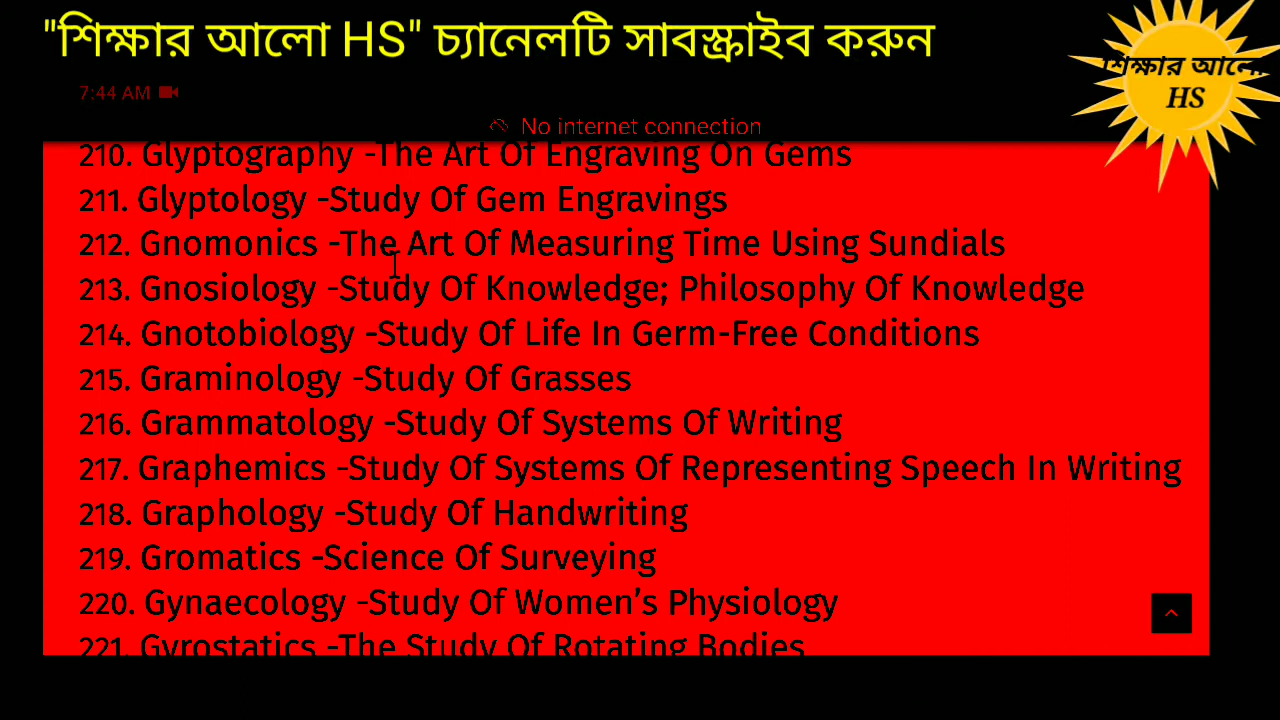 "শিক্ষার আলো HS" চ্যানেলটি সাবস্ক্রাইব করুন
শিক্ষার আলো
HS
7:44 AM
No internet connection
210. Glyptography -The Art Of Engraving On Gems
211. Glyptology -Study Of Gem Engravings
212. Gnomonics -The Art Of Measuring Time Using Sundials
213. Gnosiology -Study Of Knowledge; Philosophy Of Knowledge
214. Gnotobiology -Study Of Life In Germ-Free Conditions
215. Graminology -Study Of Grasses
216. Grammatology -Study Of Systems Of Writing
217. Graphemics -Study Of Systems Of Representing Speech In Writing
218. Graphology -Study Of Handwriting
219. Gromatics -Science Of Surveying
220. Gynaecology -Study Of Women’s Physiology
221. Gyrostatics -The Study Of Rotating Bodies